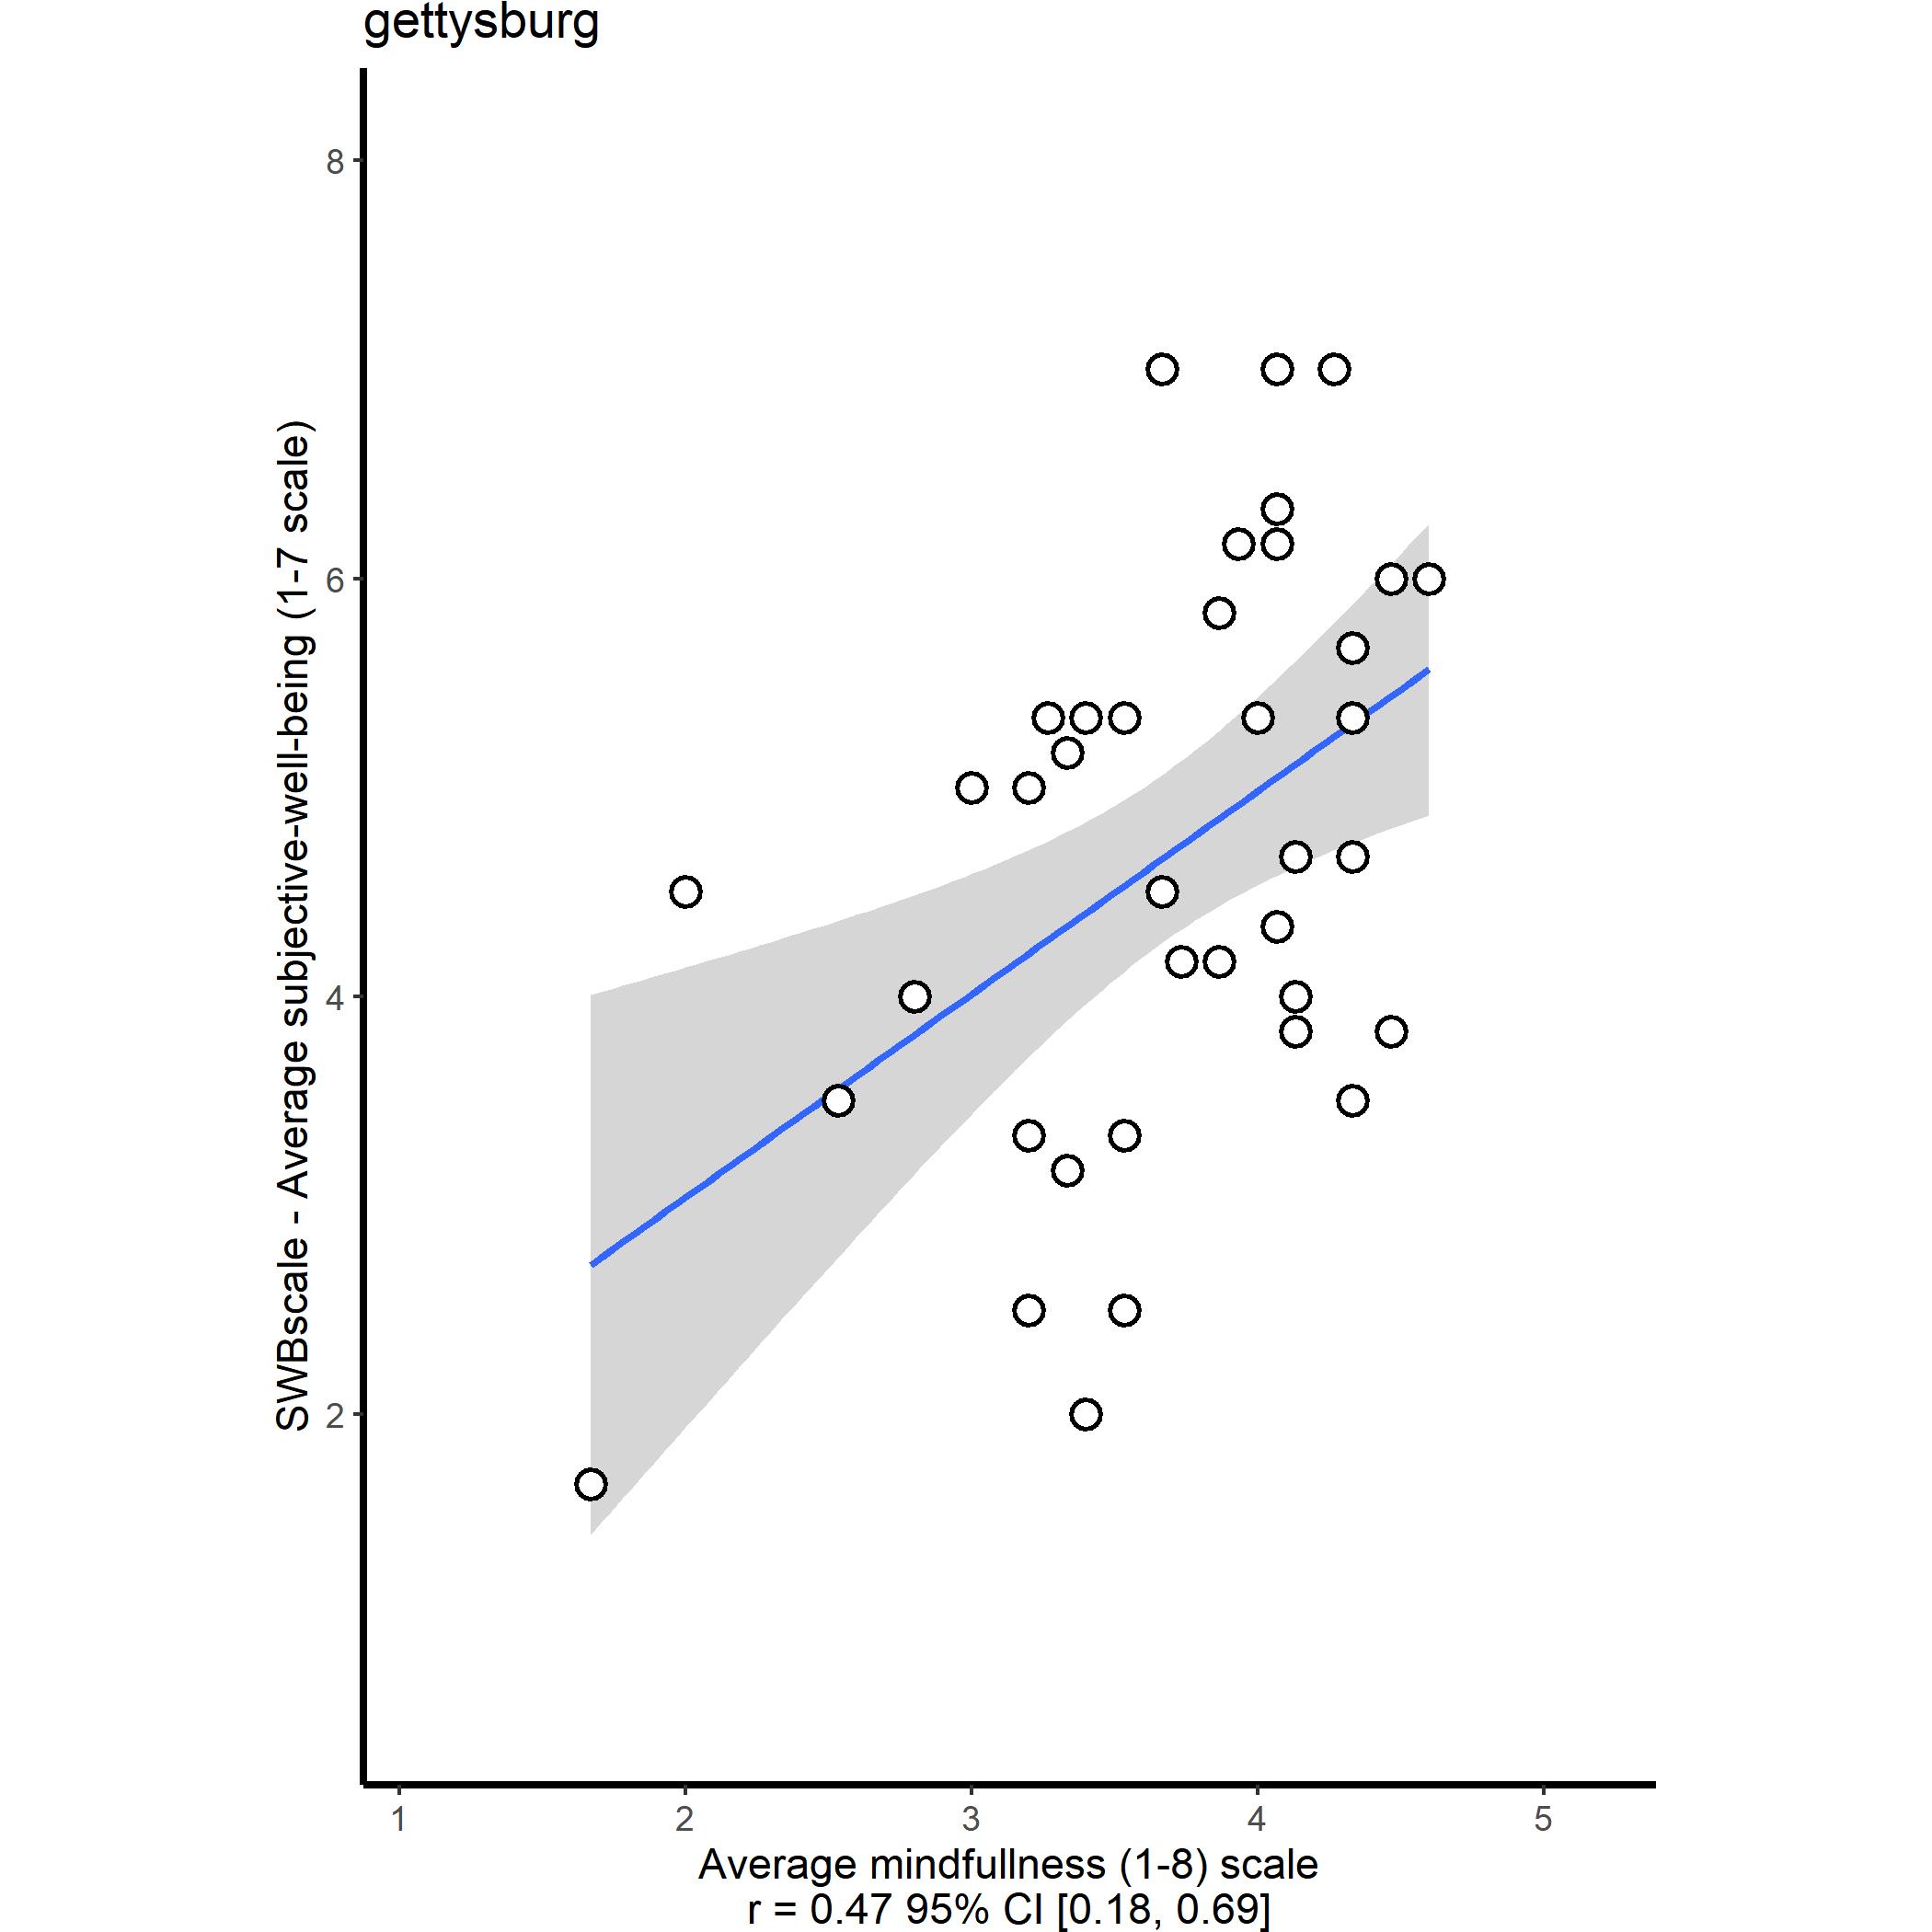 gettysburg
SWBscale - Average subjective-well-being (1-7 scale)
8
6
4
2
1 2 3 4 5
Average mindfullness (1-8) scale
r = 0.47 95% CI [0.18, 0.69]